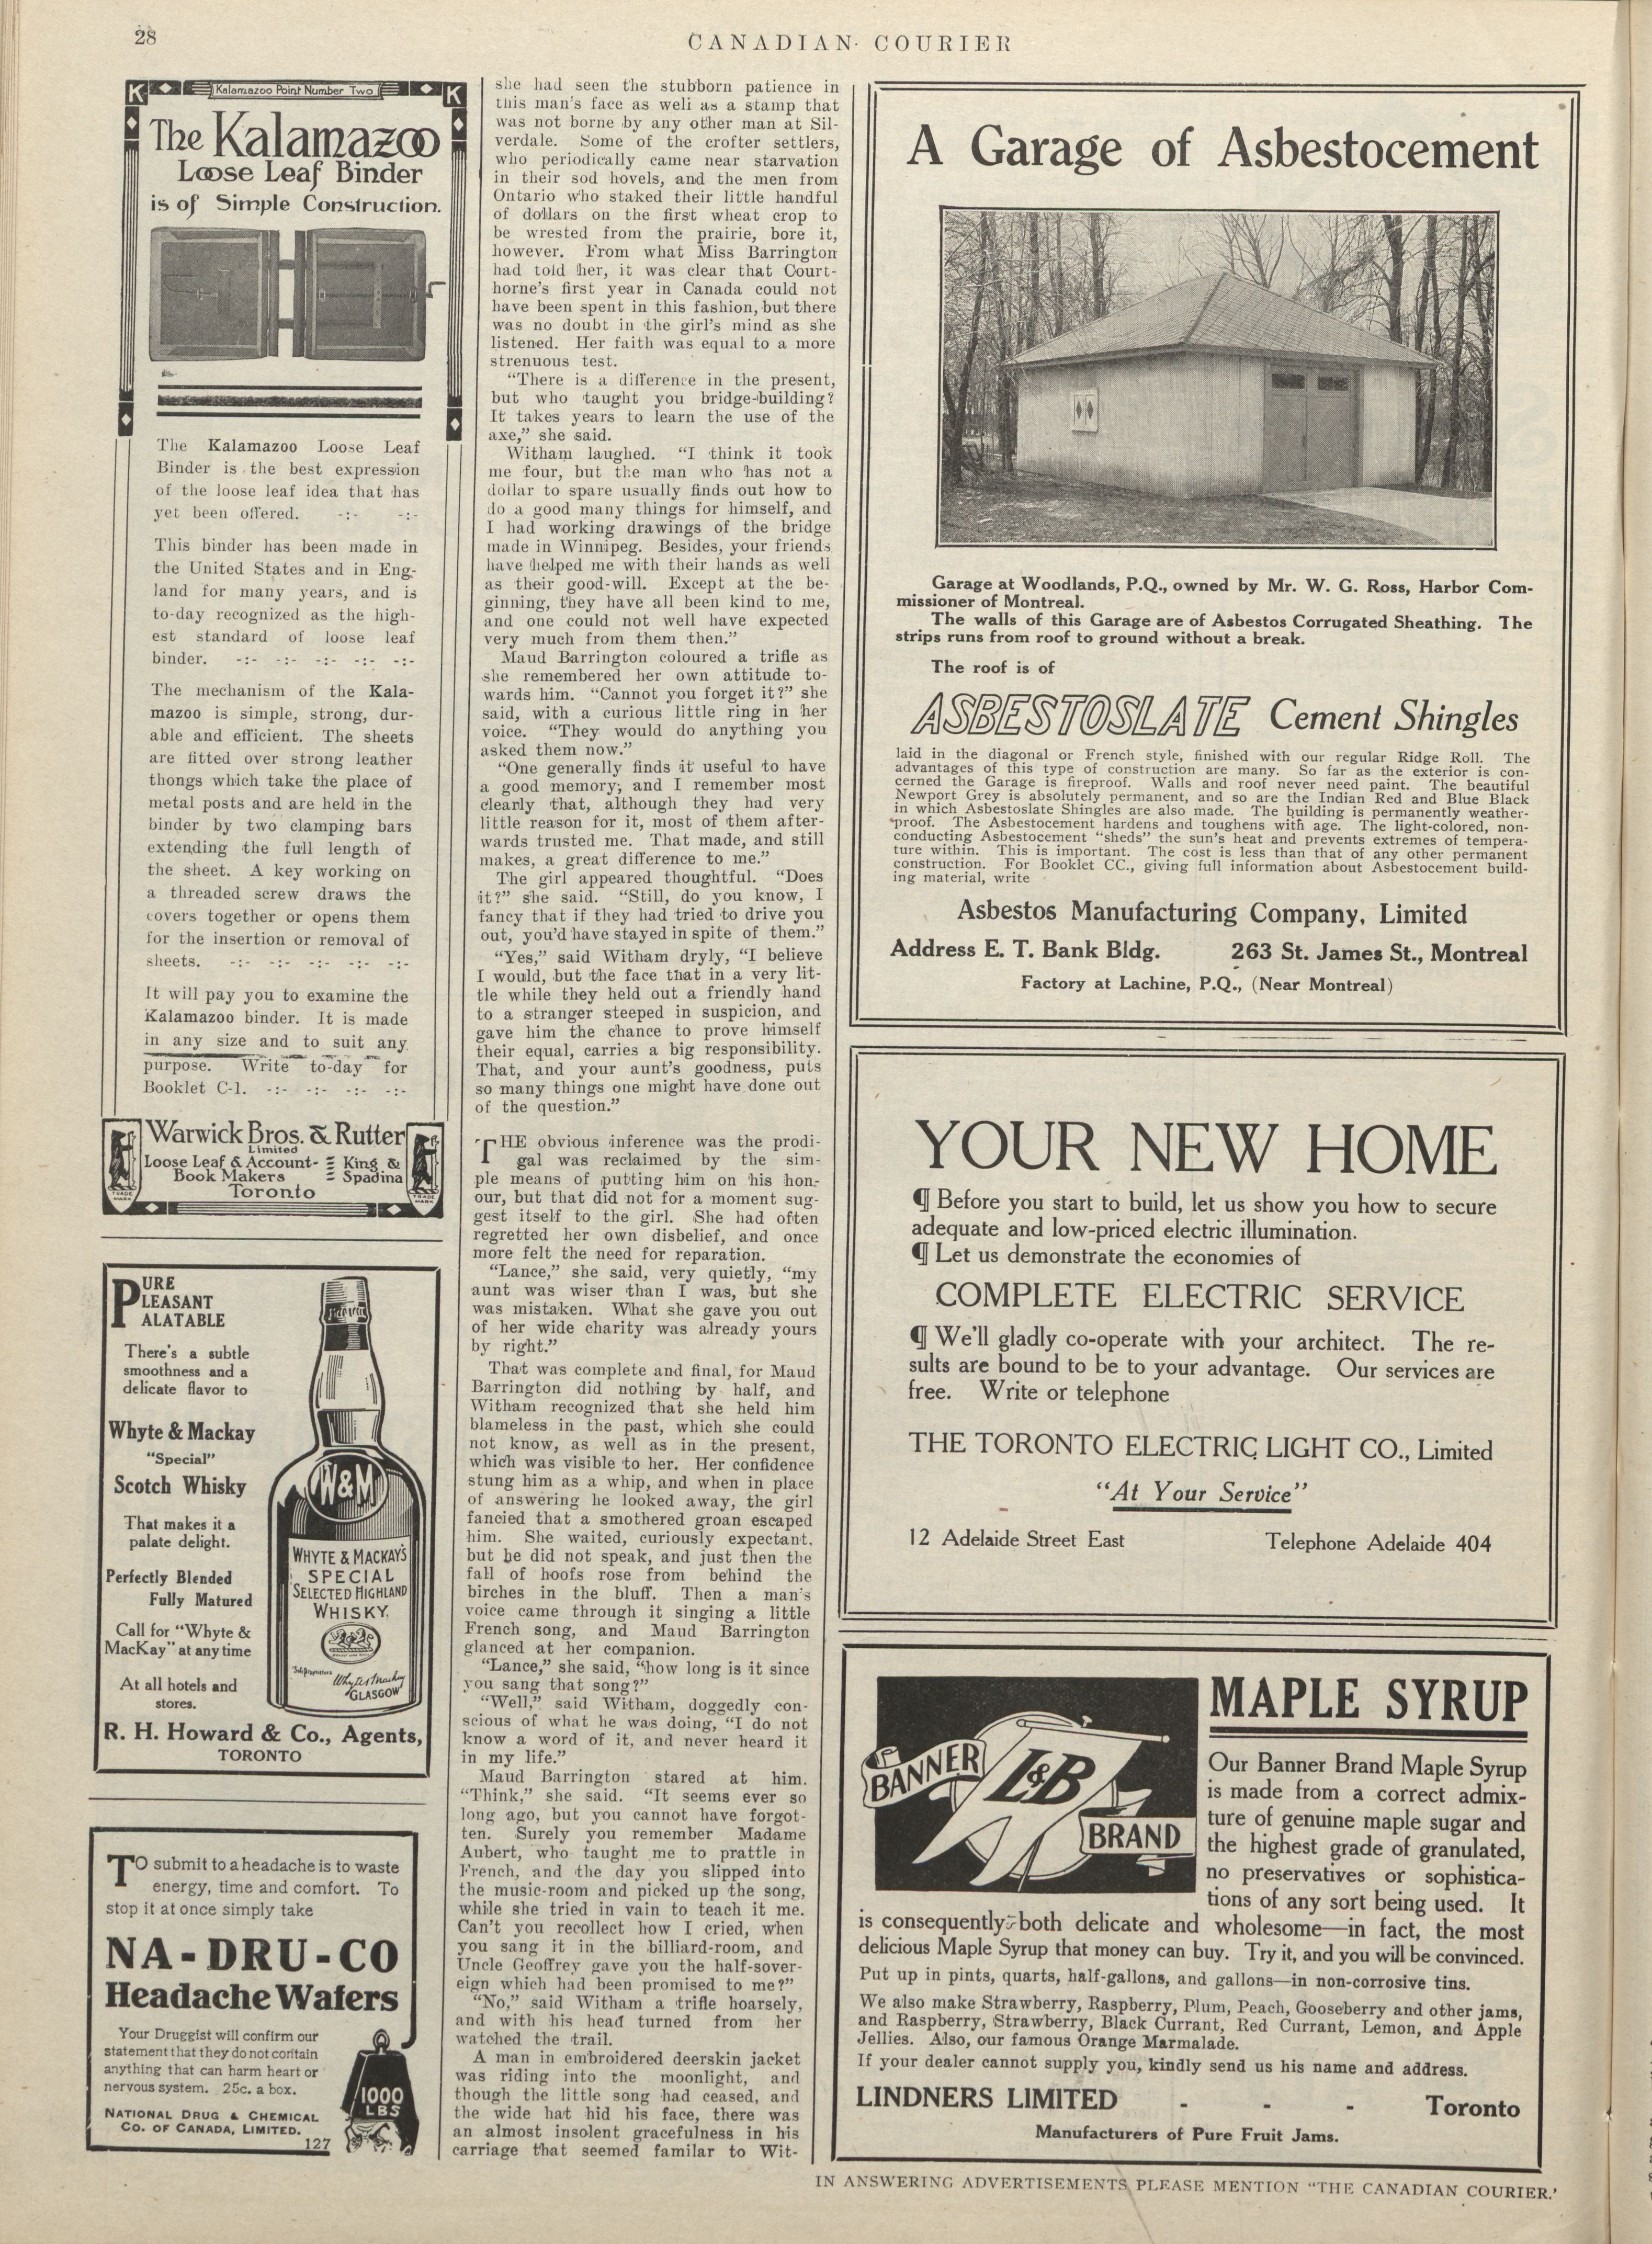 28
CANADIAN COURIER
K Kalamazoo Point Number Two K
The Kalamazoo
Loose Leaf Binder
is of Simple Construction.
The Kalamazoo Loose Leaf
Binder is the best expression
of the loose leaf idea that has
yet been offered. -:- -:-
This binder has been made in
the United States and in Eng-
land for many years, and is
to-day recognized as the high-
est standard of loose leaf
binder. -:- -:- -:- -:- -:-
The mechanism of the Kala-
mazoo is simple, strong, dur-
able and efficient. The sheets
are fitted over strong leather
thongs which take the place of
metal posts and are held in the
binder by two clamping bars
extending the full length of
the sheet. A key working on
a threaded screw draws the
covers together or opens them
for the insertion or removal of
sheets. -:- -:- -:- -:- -:-
It will pay you to examine the
Kalamazoo binder. It is made
in any size and to suit any
purpose. Write to-day for
Booklet C-1. -:- -:- -:- -:-
Warwick Bros. & Rutter
Limited
Loose Leaf & Account-
Book Makers
King &
Spadina
Toronto
TRADE MARK
TRADE MARK
PURE
PLEASANT
PALATABLE
There's a subtle
smoothness and a
delicate flavor to
Whyte & Mackay
"Special"
Scotch Whisky
That makes it a
palate delight.
Perfectly Blended
Fully Matured
Call for "Whyte &
MacKay" at any time
At all hotels and
stores.
R. H. Howard & Co., Agents,
TORONTO
W&M
WHYTE & MACKAY'S
SPECIAL
SELECTED HIGHLAND
WHISKY.
Whyte & Mackay
GLASGOW
TO submit to a headache is to waste
energy, time and comfort. To
stop it at once simply take
NA-DRU-CO
Headache Wafers
Your Druggist will confirm our
statement that they do not contain
anything that can harm heart or
nervous system. 25c. a box.
NATIONAL DRUG & CHEMICAL
CO. OF CANADA, LIMITED.
127
1000
LBS
she had seen the stubborn patience in
this man's face as well as a stamp that
was not borne by any other man at Sil-
verdale. Some of the crofter settlers,
who periodically came near starvation
in their sod hovels, and the men from
Ontario who staked their little handful
of dollars on the first wheat crop to
be wrested from the prairie, bore it,
however. From what Miss Barrington
had told her, it was clear that Court-
horne's first year in Canada could not
have been spent in this fashion, but there
was no doubt in the girl's mind as she
listened. Her faith was equal to a more
strenuous test.
"There is a difference in the present,
but who taught you bridge-building?
It takes years to learn the use of the
axe," she said.
Witham laughed. "I think it took
me four, but the man who has not a
dollar to spare usually finds out how to
do a good many things for himself, and
I had working drawings of the bridge
made in Winnipeg. Besides, your friends
have helped me with their hands as well
as their good-will. Except at the be-
ginning, they have all been kind to me,
and one could not well have expected
very much from them then."
Maud Barrington coloured a trifle as
she remembered her own attitude to-
wards him. "Cannot you forget it?" she
said, with a curious little ring in her
voice. "They would do anything you
asked them now."
"One generally finds it useful to have
a good memory, and I remember most
clearly that, although they had very
little reason for it, most of them after-
wards trusted me. That made, and still
makes, a great difference to me."
The girl appeared thoughtful. "Does
it?" she said. "Still, do you know, I
fancy that if they had tried to drive you
out, you'd have stayed in spite of them."
"Yes," said Witham dryly, "I believe
I would, but the face that in a very lit-
tle while they held out a friendly hand
to a stranger steeped in suspicion, and
gave him the chance to prove himself
their equal, carries a big responsibility.
That, and your aunt's goodness, puts
so many things one might have done out
of the question."
THE obvious inference was the prodi-
gal was reclaimed by the sim-
ple means of putting him on his hon-
our, but that did not for a moment sug-
gest itself to the girl. She had often
regretted her own disbelief, and once
more felt the need for reparation.
"Lance," she said, very quietly, "my
aunt was wiser than I was, but she
was mistaken. What she gave you out
of her wide charity was already yours
by right."
That was complete and final, for Maud
Barrington did nothing by half, and
Witham recognized that she held him
blameless in the past, which she could
not know, as well as in the present,
which was visible to her. Her confidence
stung him as a whip, and when in place
of answering he looked away, the girl
fancied that a smothered groan escaped
him. She waited, curiously expectant,
but he did not speak, and just then the
fall of hoofs rose from behind the
birches in the bluff. Then a man's
voice came through it singing a little
French song, and Maud Barrington
glanced at her companion.
"Lance," she said, "how long is it since
you sang that song?"
"Well," said Witham, doggedly con-
scious of what he was doing, "I do not
know a word of it, and never heard it
in my life."
Maud Barrington stared at him.
"Think," she said. "It seems ever so
long ago, but you cannot have forgot-
ten. Surely you remember Madame
Aubert, who taught me to prattle in
French, and the day you slipped into
the music-room and picked up the song,
while she tried in vain to teach it me.
Can't you recollect how I cried, when
you sang it in the billiard-room, and
Uncle Geoffrey gave you the half-sover-
eign which had been promised to me?"
"No," said Witham a trifle hoarsely,
and with his head turned from her
watched the trail.
A man in embroidered deerskin jacket
was riding into the moonlight, and
though the little song had ceased, and
the wide hat hid his face, there was
an almost insolent gracefulness in his
carriage that seemed familar to Wit-
A Garage of Asbestocement
Garage at Woodlands, P.Q., owned by Mr. W. G. Ross, Harbor Com-
missioner of Montreal.
The walls of this Garage are of Asbestos Corrugated Sheathing. The
strips runs from roof to ground without a break.
The roof is of
ASBESTOSLATE Cement Shingles
laid in the diagonal or French style, finished with our regular Ridge Roll. The
advantages of this type of construction are many. So far as the exterior is con-
cerned the Garage is fireproof. Walls and roof never need paint. The beautiful
Newport Grey is absolutely permanent, and so are the Indian Red and Blue Black
in which Asbestoslate Shingles are also made. The building is permanently weather-
proof. The Asbestocement hardens and toughens with age. The light-colored, non-
conducting Asbestocement "sheds" the sun's heat and prevents extremes of tempera-
ture within. This is important. The cost is less than that of any other permanent
construction. For Booklet CC., giving full information about Asbestocement build-
ing material, write
Asbestos Manufacturing Company, Limited
Address E. T. Bank Bldg. 263 St. James St., Montreal
Factory at Lachine, P.Q., (Near Montreal)
YOUR NEW HOME
¶ Before you start to build, let us show you how to secure
adequate and low-priced electric illumination.
¶ Let us demonstrate the economies of
COMPLETE ELECTRIC SERVICE
¶ We'll gladly co-operate with your architect. The re-
sults are bound to be to your advantage. Our services are
free. Write or telephone
THE TORONTO ELECTRIC LIGHT CO., Limited
"At Your Service"
12 Adelaide Street East Telephone Adelaide 404
BANNER
L&B
BRAND
MAPLE SYRUP
Our Banner Brand Maple Syrup
is made from a correct admix-
ture of genuine maple sugar and
the highest grade of granulated,
no preservatives or sophistica-
tions of any sort being used. It
is consequently both delicate and wholesome—in fact, the most
delicious Maple Syrup that money can buy. Try it, and you will be convinced.
Put up in pints, quarts, half-gallons, and gallons—in non-corrosive tins.
We also make Strawberry, Raspberry, Plum, Peach, Gooseberry and other jams,
and Raspberry, Strawberry, Black Currant, Red Currant, Lemon, and Apple
Jellies. Also, our famous Orange Marmalade.
If your dealer cannot supply you, kindly send us his name and address.
LINDNERS LIMITED - - - Toronto
Manufacturers of Pure Fruit Jams.
IN ANSWERING ADVERTISEMENTS PLEASE MENTION "THE CANADIAN COURIER.'